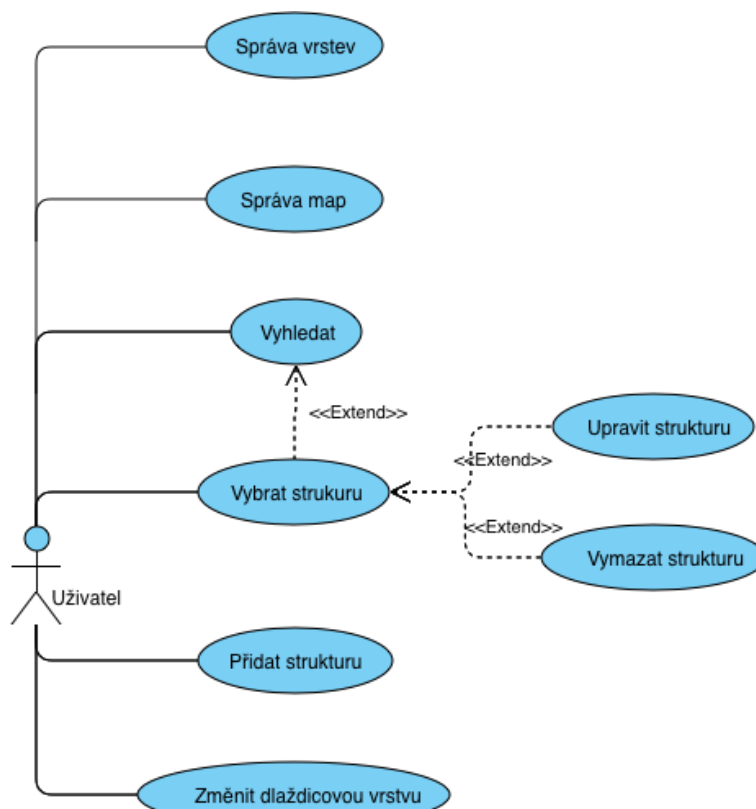 Správa vrstev
Správa map
Vyhledat
<<Extend>>
Upravit strukturu
<<Extend>>
Vybrat strukuru
<<Extend>>
Vymazat strukturu
Uživatel
Přidat strukturu
Změnit dlaždicovou vrstvu